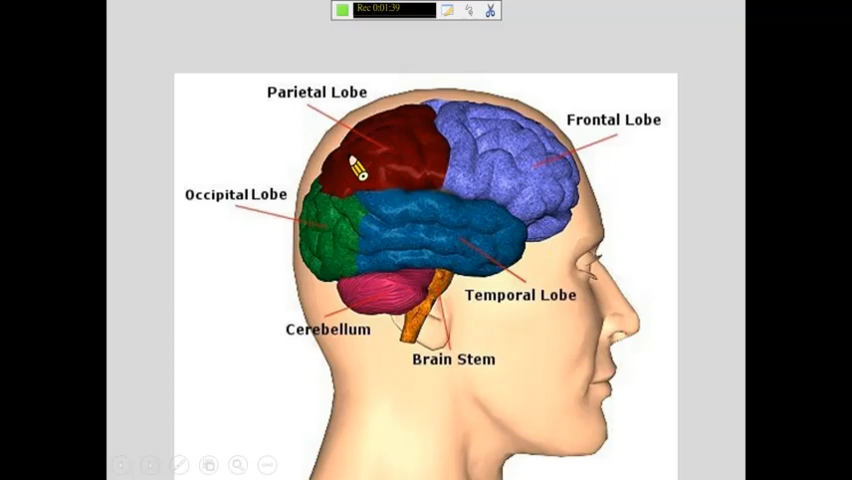 Rec 0:01:39
Parietal Lobe
Frontal Lobe
Occipital Lobe
Temporal Lobe
Cerebellum
Brain Stem